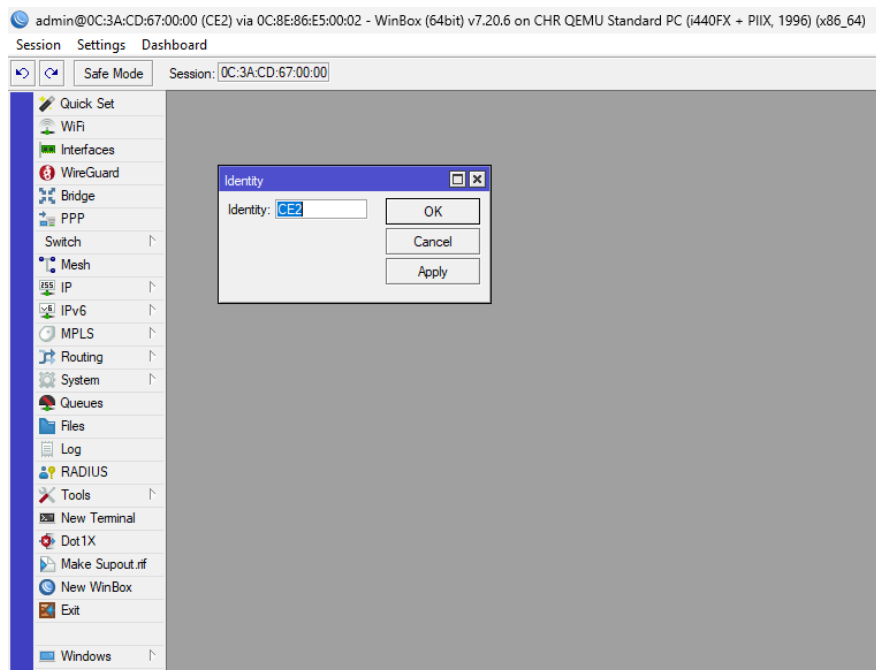 admin@0C:3A:CD:67:00:00 (CE2) via 0C:8E:86:E5:00:02 - WinBox (64bit) v7.20.6 on CHR QEMU Standard PC (i440FX + PIIX, 1996) (x86_64)
Session Settings Dashboard
Safe Mode Session: 0C:3A:CD:67:00:00
Quick Set
WiFi
Interfaces
WireGuard
Bridge
PPP
Switch
Mesh
IP
IPv6
MPLS
Routing
System
Queues
Files
Log
RADIUS
Tools
New Terminal
Dot1X
Make Supout.rif
New WinBox
Exit
Windows
Identity
Identity: CE2
OK
Cancel
Apply